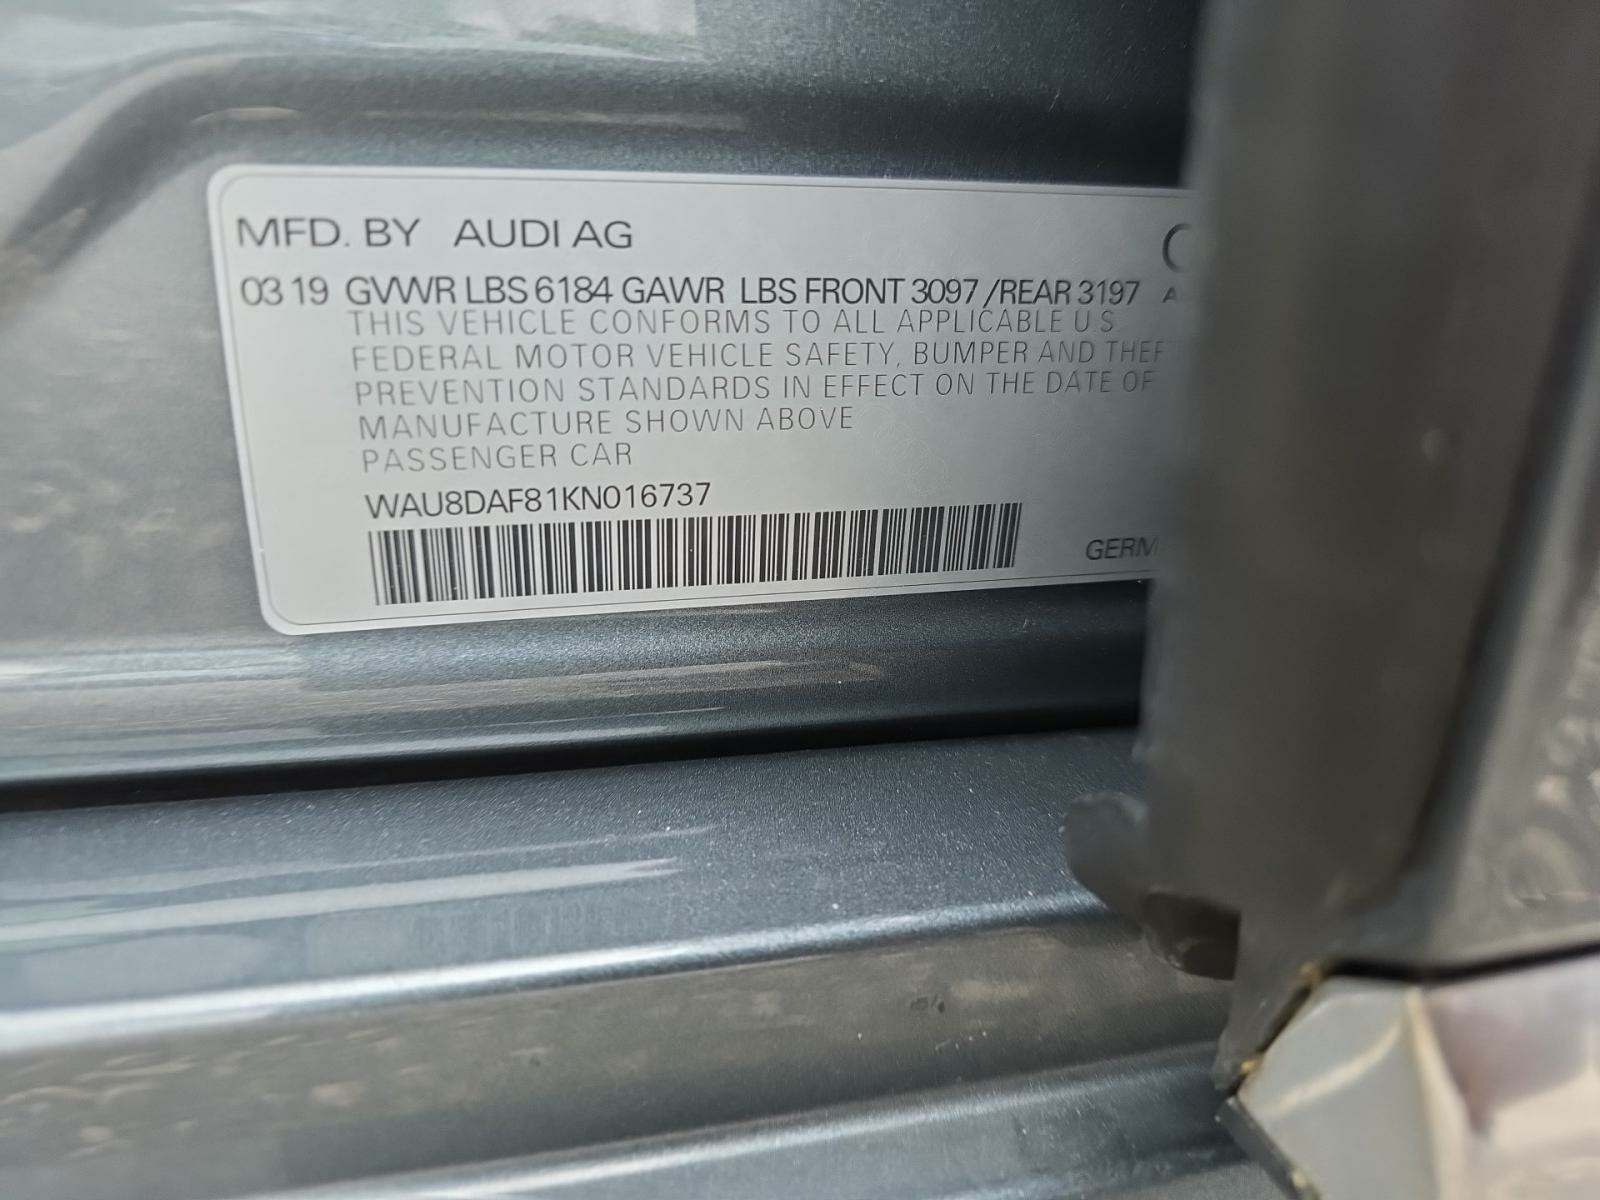 MFD. BY AUDI AG
03 19 GVWR LBS 6184 GAWR LBS FRONT 3097 /REAR 3197
THIS VEHICLE CONFORMS TO ALL APPLICABLE U S
FEDERAL MOTOR VEHICLE SAFETY, BUMPER AND THEF
PREVENTION STANDARDS IN EFFECT ON THE DATE OF
MANUFACTURE SHOWN ABOVE
PASSENGER CAR
WAU8DAF81KN016737
GERM